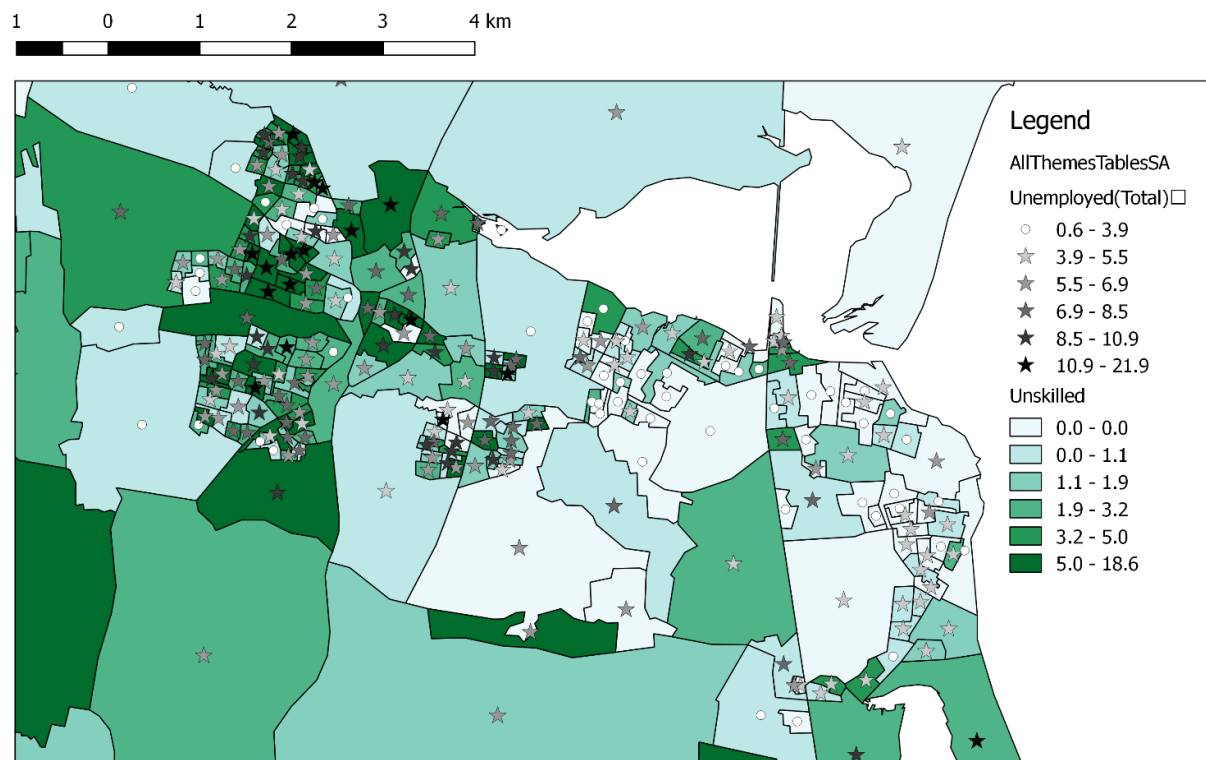 1 0 1 2 3 4 km
Legend
AllThemesTablesSA
Unemployed(Total)□
0.6 - 3.9
3.9 - 5.5
5.5 - 6.9
6.9 - 8.5
8.5 - 10.9
10.9 - 21.9
Unskilled
0.0 - 0.0
0.0 - 1.1
1.1 - 1.9
1.9 - 3.2
3.2 - 5.0
5.0 - 18.6